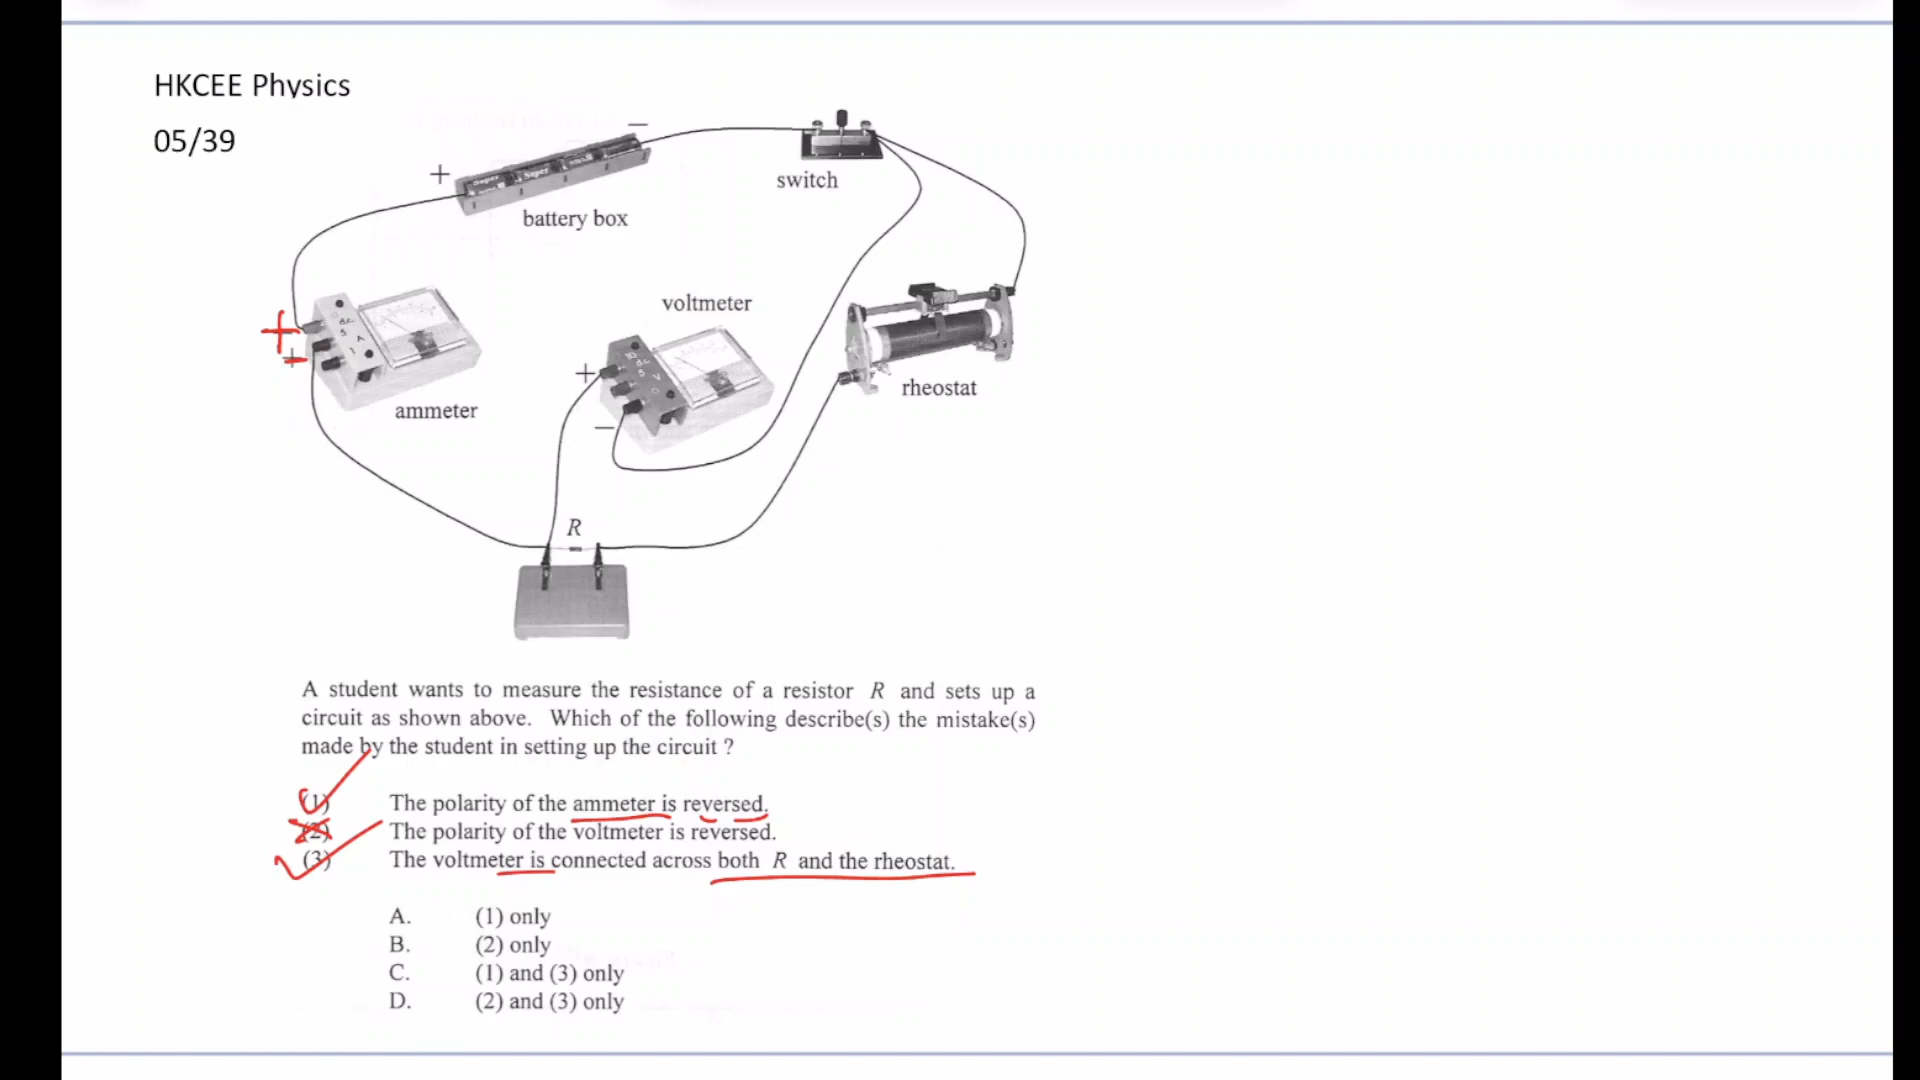 HKCEE Physics
05/39
−
+
switch
battery box
voltmeter
+
+
−
+
−
rheostat
ammeter
R
A student wants to measure the resistance of a resistor R and sets up a
circuit as shown above. Which of the following describe(s) the mistake(s)
made by the student in setting up the circuit ?
(1) The polarity of the ammeter is reversed.
(2) The polarity of the voltmeter is reversed.
(3) The voltmeter is connected across both R and the rheostat.
A. (1) only
B. (2) only
C. (1) and (3) only
D. (2) and (3) only